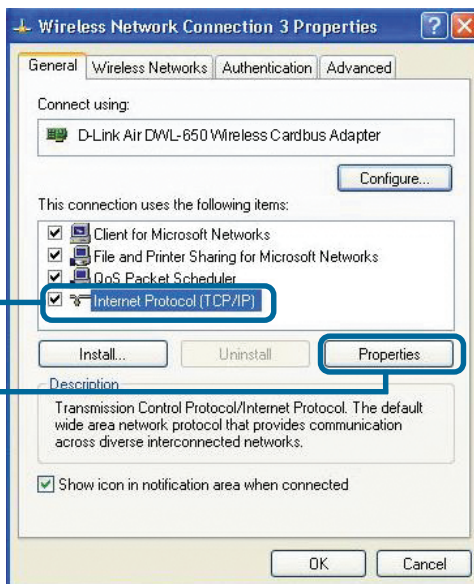 Wireless Network Connection 3 Properties
General Wireless Networks Authentication Advanced
Connect using:
D-Link Air DWL-650 Wireless Cardbus Adapter
Configure...
This connection uses the following items:
Client for Microsoft Networks
File and Printer Sharing for Microsoft Networks
QoS Packet Scheduler
Internet Protocol (TCP/IP)
Install... Uninstall Properties
Description
Transmission Control Protocol/Internet Protocol. The default
wide area network protocol that provides communication
across diverse interconnected networks.
Show icon in notification area when connected
OK Cancel